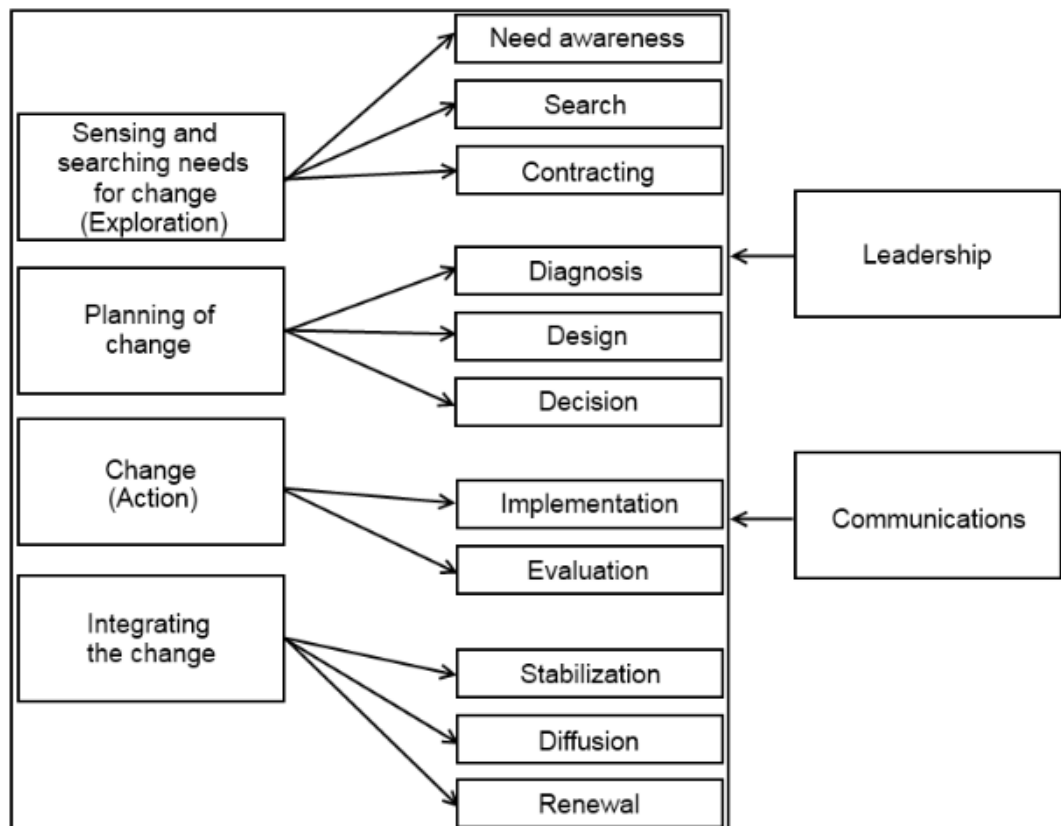 Need awareness
Search
Contracting
Sensing and
searching needs
for change
(Exploration)
Diagnosis
Design
Decision
Planning of
change
Implementation
Evaluation
Change
(Action)
Stabilization
Diffusion
Renewal
Integrating
the change
Leadership
Communications